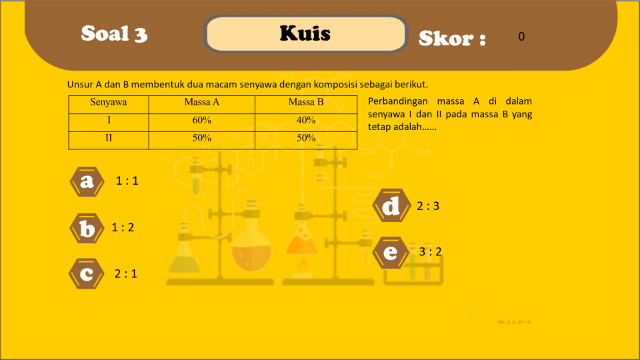 Soal 3
Kuis
Skor :
0
Unsur A dan B membentuk dua macam senyawa dengan komposisi sebagai berikut.
Senyawa Massa A Massa B
I 60% 40%
II 50% 50%
Perbandingan massa A di dalam
senyawa I dan II pada massa B yang
tetap adalah......
a 1 : 1
b 1 : 2
c 2 : 1
d 2 : 3
e 3 : 2